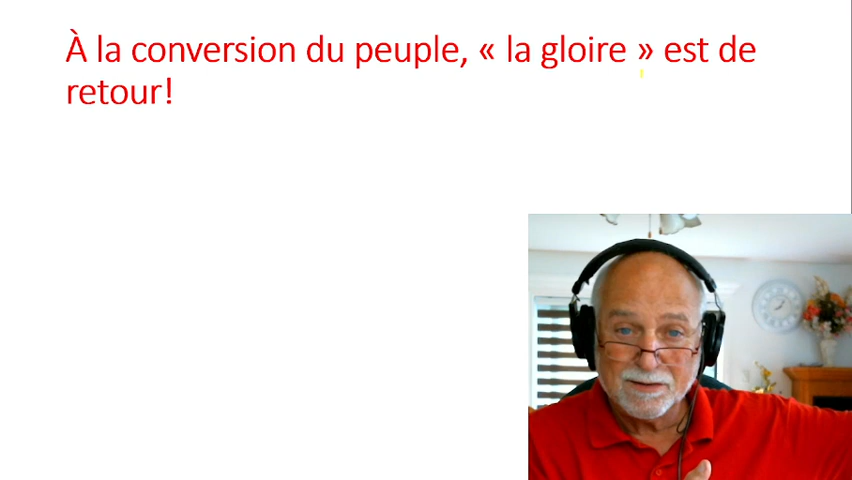 À la conversion du peuple, « la gloire » est de
retour!